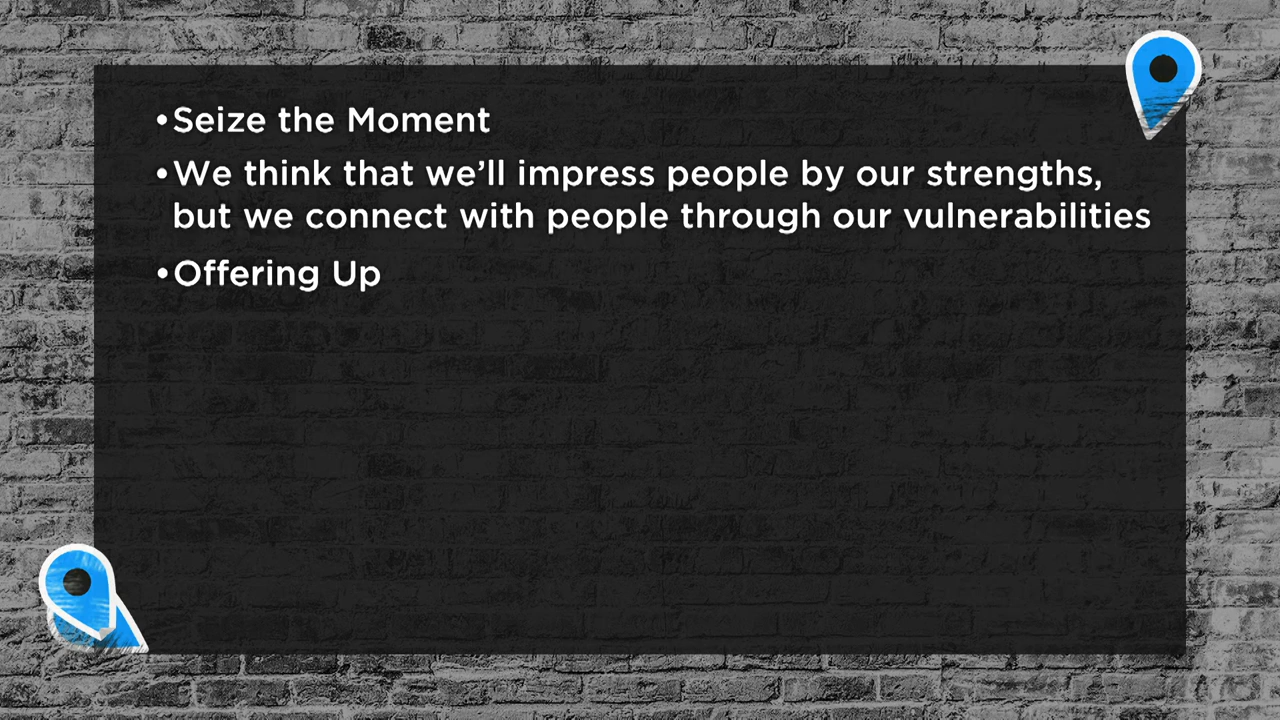 •Seize the Moment
•We think that we’ll impress people by our strengths,
but we connect with people through our vulnerabilities
•Offering Up